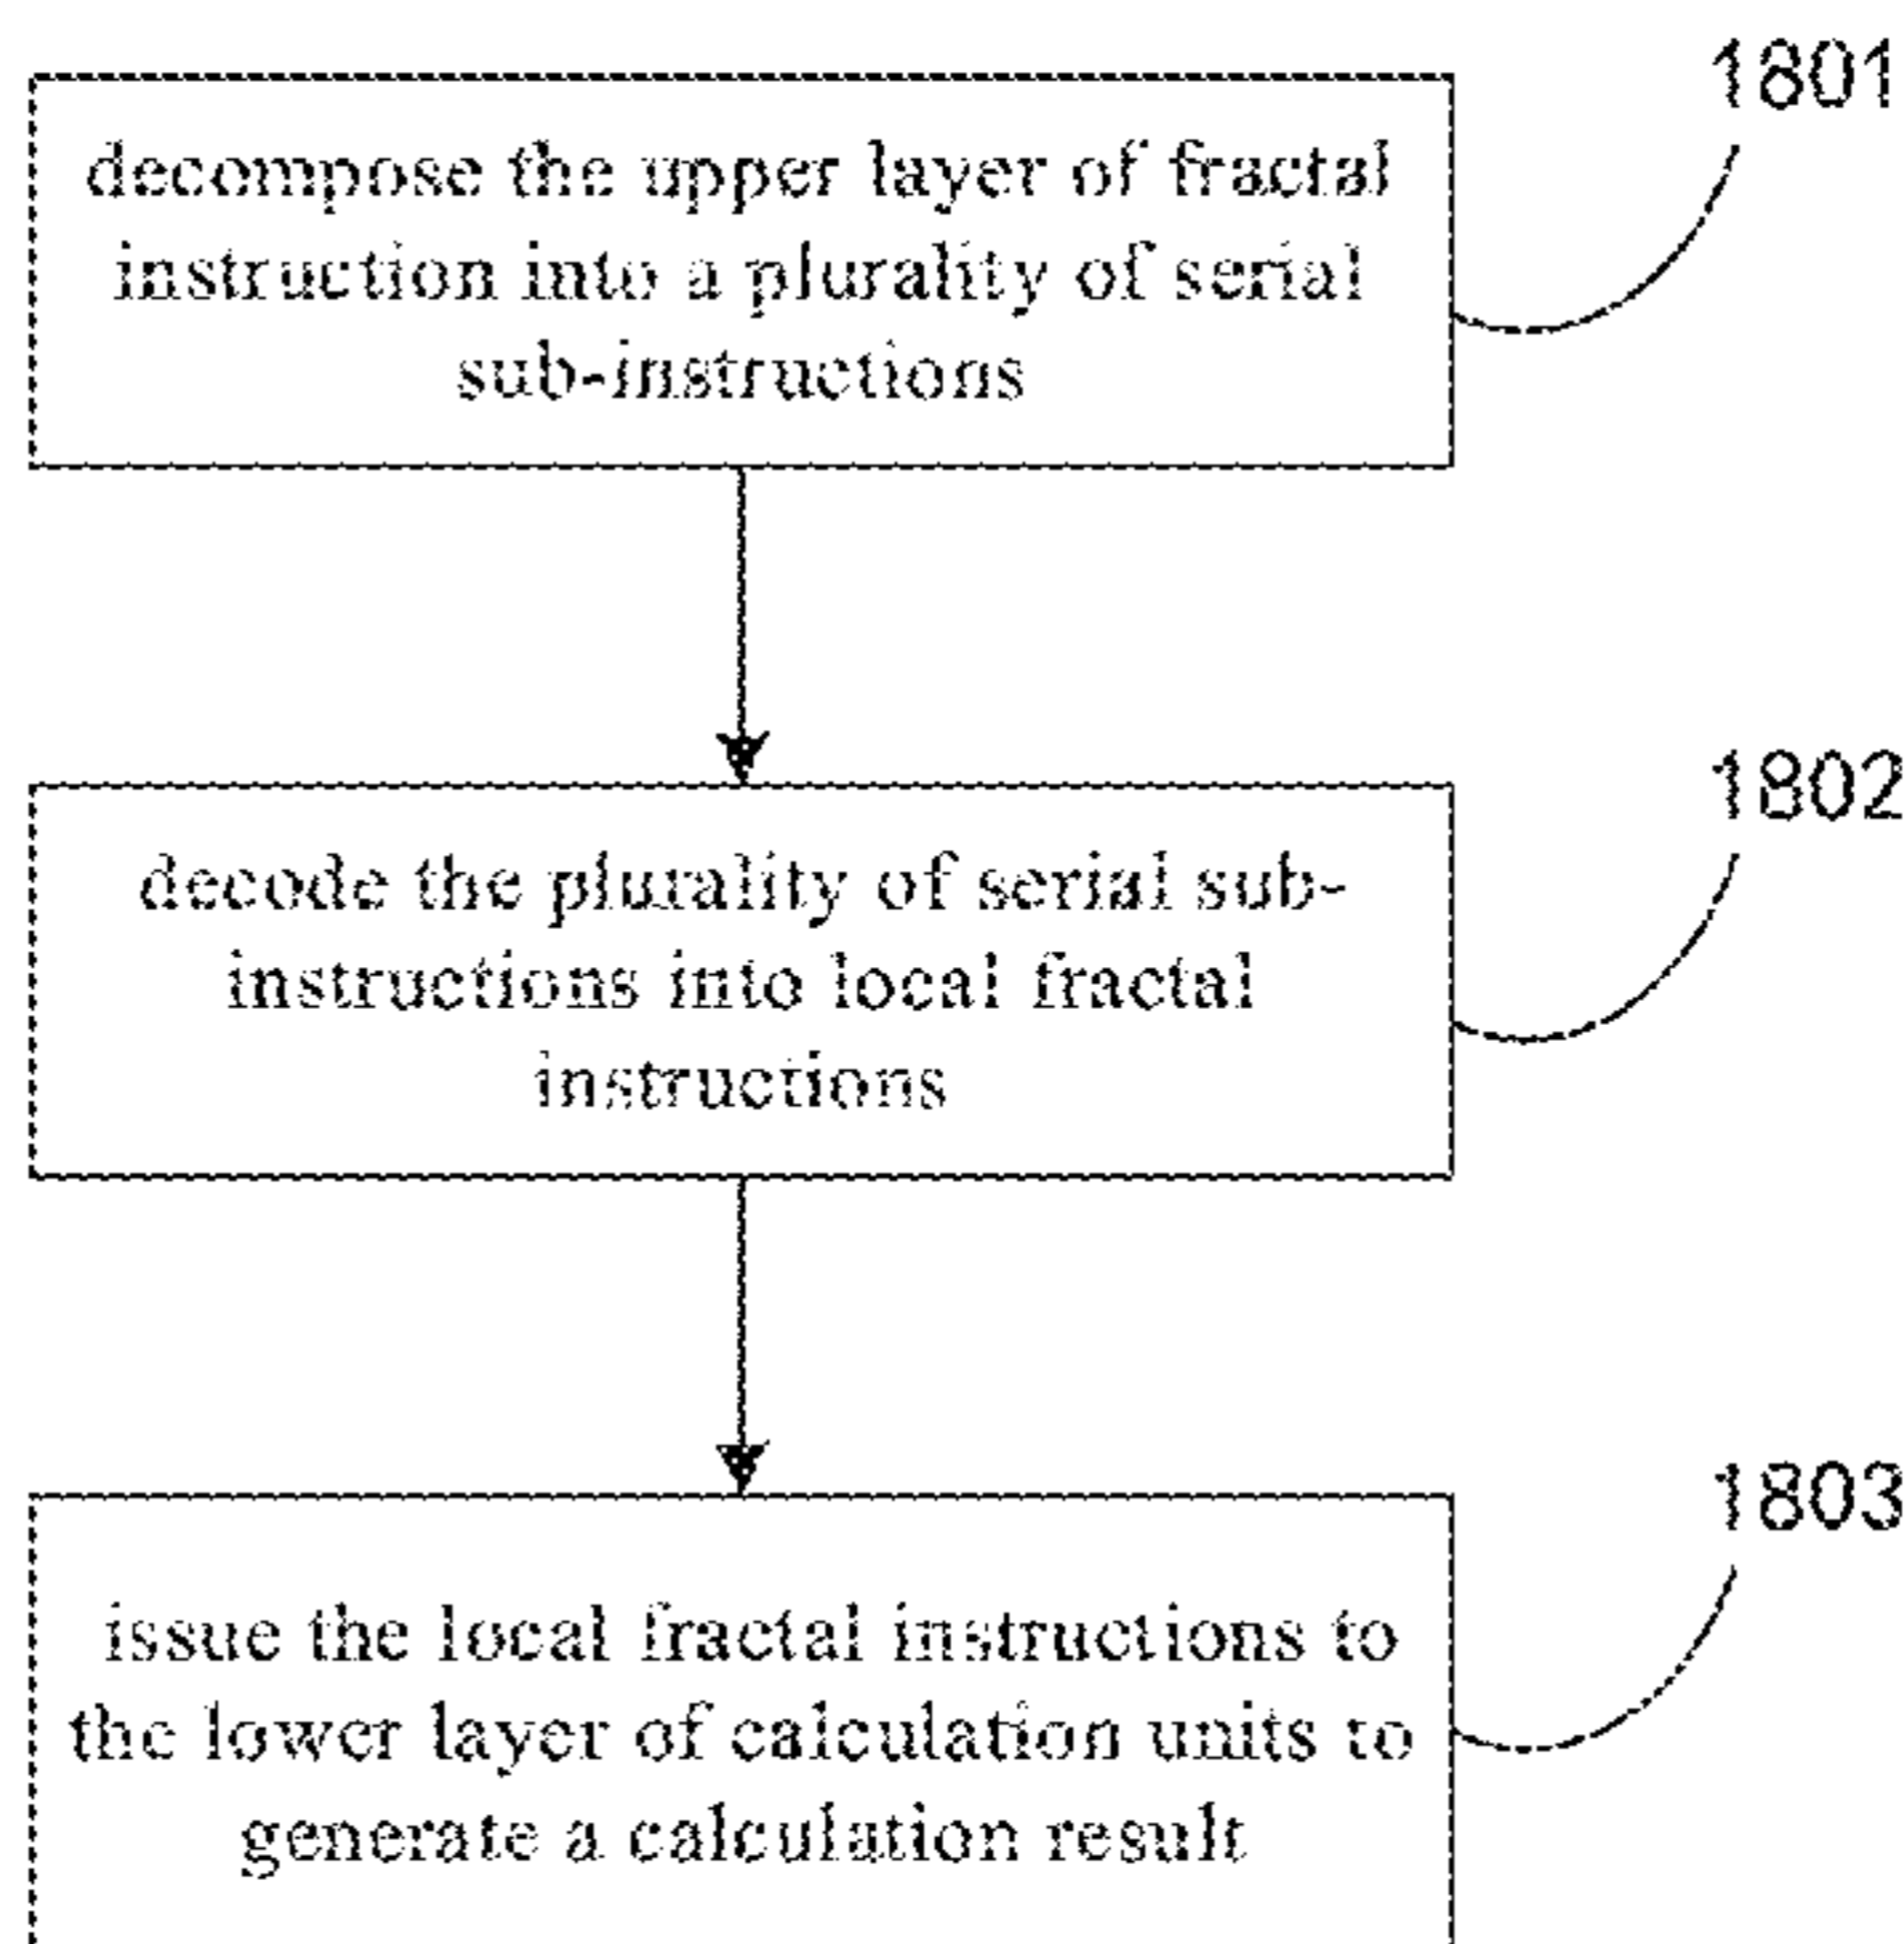 1801
decompose the upper layer of fractal
instruction into a plurality of serial
sub-instructions
1802
decode the plurality of serial sub-
instructions into local fractal
instructions
1803
issue the local fractal instructions to
the lower layer of calculation units to
generate a calculation result